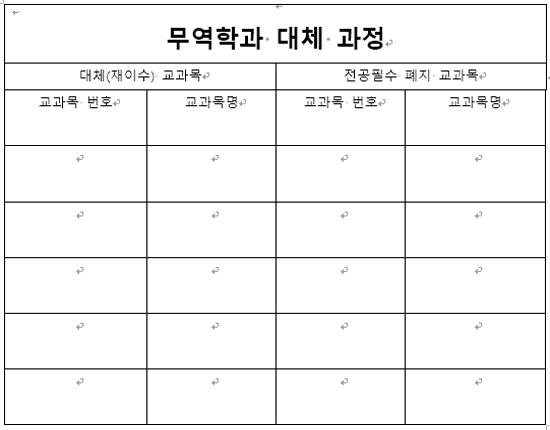 무역학과 대체 과정
대체(재이수) 교과목 전공필수 폐지 교과목
교과목 번호 교과목명 교과목 번호 교과목명